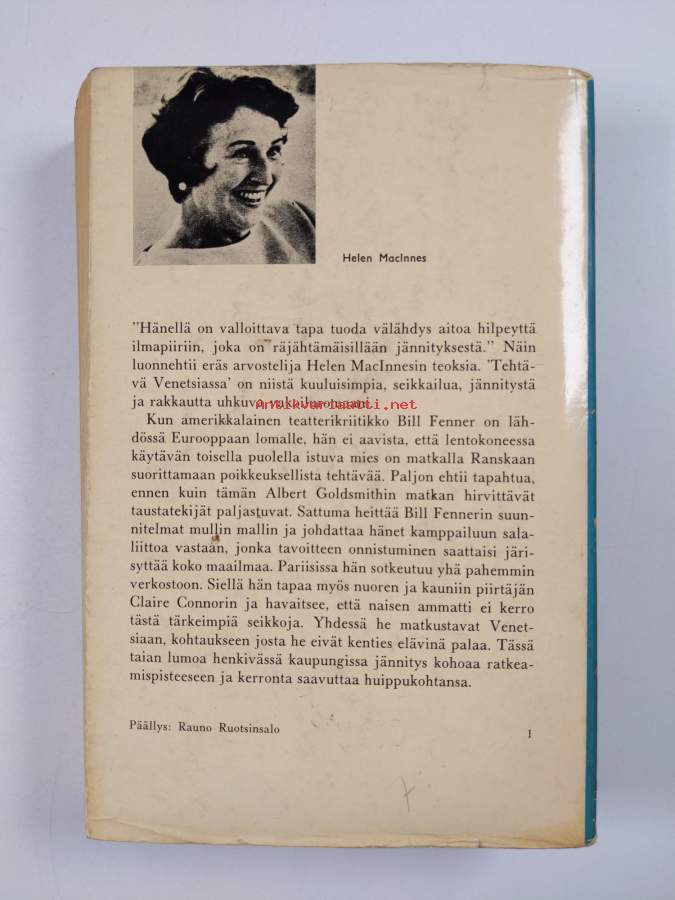 Helen MacInnes
"Hänellä on valloittava tapa tuoda välähdys aitoa hilpeyttä
ilmapiiriin, joka on räjähtämäisillään jännityksestä." Näin
luonnehtii eräs arvostelija Helen MacInnesin teoksia. 'Tehtä-
vä Venetsiassa' on niistä kuuluisimpia, seikkailua, jännitystä
ja rakkautta uhkuva vakoiluromaani.
Antikvariaatti.net
Kun amerikkalainen teatterikriitikko Bill Fenner on läh-
dössä Eurooppaan lomalle, hän ei aavista, että lentokoneessa
käytävän toisella puolella istuva mies on matkalla Ranskaan
suorittamaan poikkeuksellista tehtävää. Paljon ehtii tapahtua,
ennen kuin tämän Albert Goldsmithin matkan hirvittävät
taustatekijät paljastuvat. Sattuma heittää Bill Fennerin suun-
nitelmat mullin mallin ja johdattaa hänet kamppailuun sala-
liittoa vastaan, jonka tavoitteen onnistuminen saattaisi järi-
syttää koko maailmaa. Pariisissa hän sotkeutuu yhä pahemmin
verkostoon. Siellä hän tapaa myös nuoren ja kauniin piirtäjän
Claire Connorin ja havaitsee, että naisen ammatti ei kerro
tästä tärkeimpiä seikkoja. Yhdessä he matkustavat Venet-
siaan, kohtaukseen josta he eivät kenties elävinä palaa. Tässä
taian lumoa henkivässä kaupungissa jännitys kohoaa ratkea-
mispisteeseen ja kerronta saavuttaa huippukohtansa.
Päällys: Rauno Ruotsinsalo
1